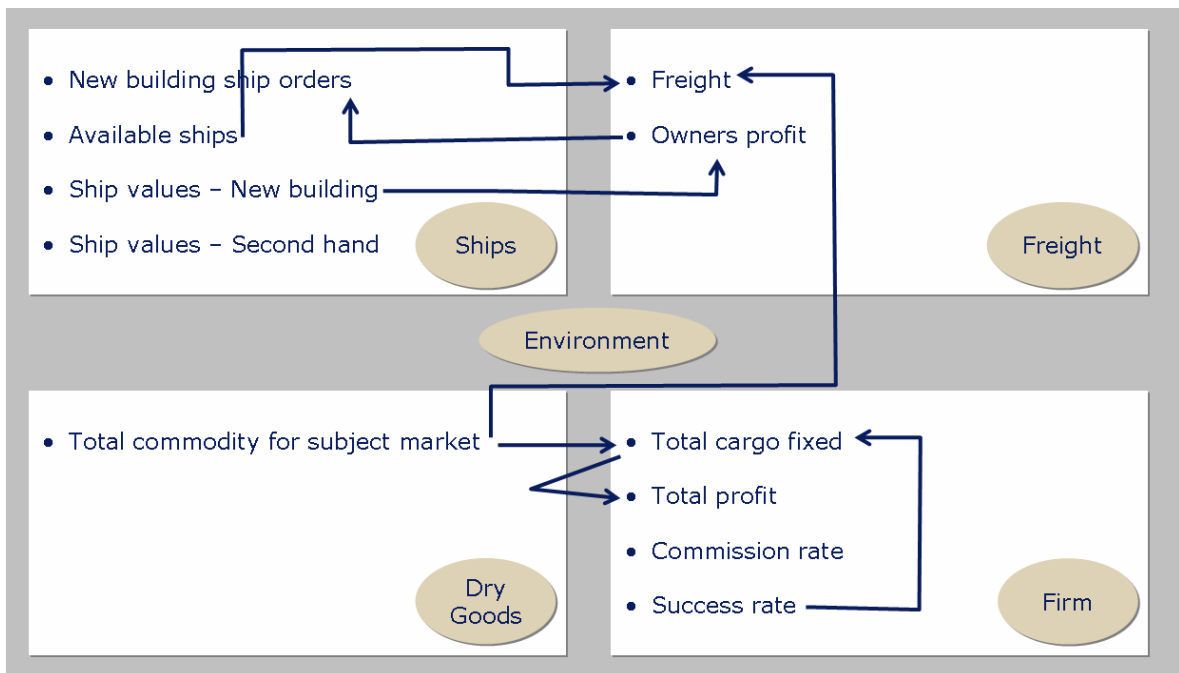 • New building ship orders
• Available ships
• Ship values – New building
• Ship values – Second hand
Ships
• Freight
• Owners profit
Freight
Environment
• Total commodity for subject market
Dry
Goods
• Total cargo fixed
• Total profit
• Commission rate
• Success rate
Firm